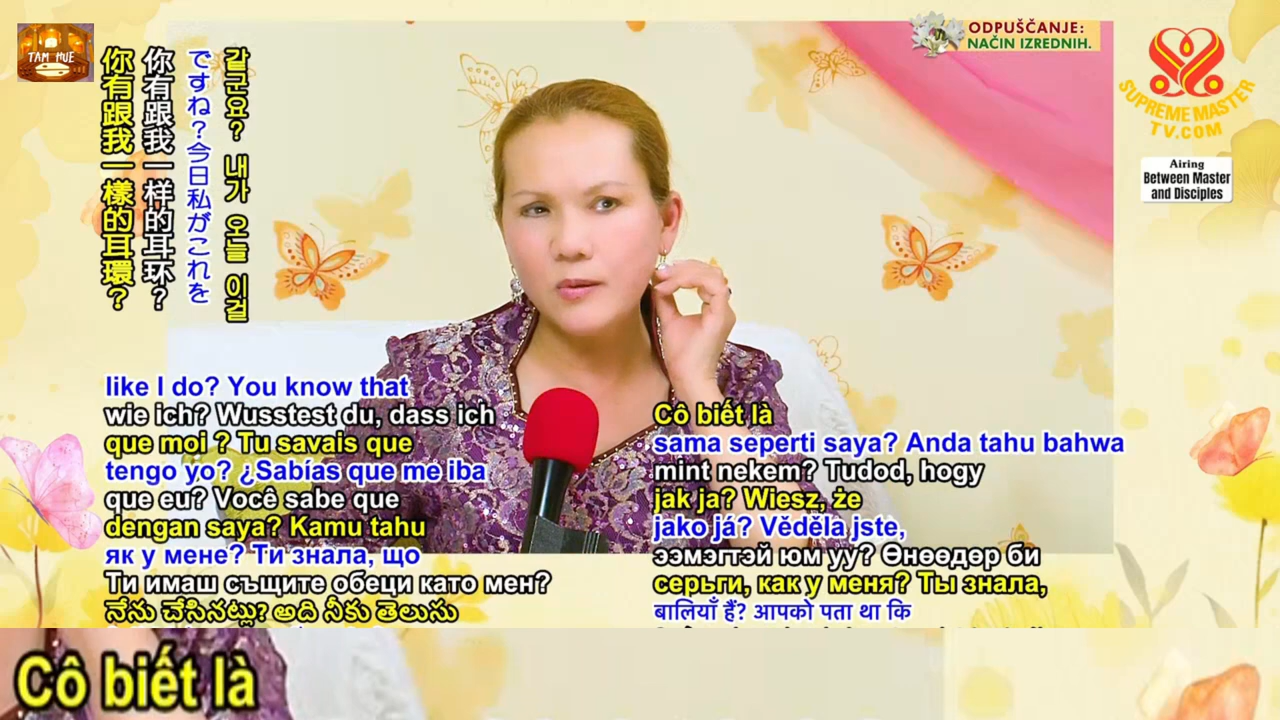 TAM HUE
ODPUŠČANJE:
NAČIN IZREDNIH.
SUPREME MASTER
TV.COM
Airing
Between Master
and Disciples
갈군요? 내가 오늘 이걸
ですね?今日私がこれを
你有跟我一样的耳环?
你有跟我一樣的耳環?
like I do? You know that
wie ich? Wusstest du, dass ich
que moi ? Tu savais que
tengo yo? ¿Sabías que me iba
que eu? Você sabe que
dengan saya? Kamu tahu
як у мене? Ти знала, що
Ти имаш същите обеци като мен?
నేను చేసినట్లు? అది నీకు తెలుసు
Cô biết là
sama seperti saya? Anda tahu bahwa
mint nekem? Tudod, hogy
jak ja? Wiesz, że
jako já? Věděla jste,
ээмэгтэй юм уу? Өнөөдөр би
серьги, как у меня? Ты знала,
बालियाँ हैं? आपको पता था कि
Cô biết là